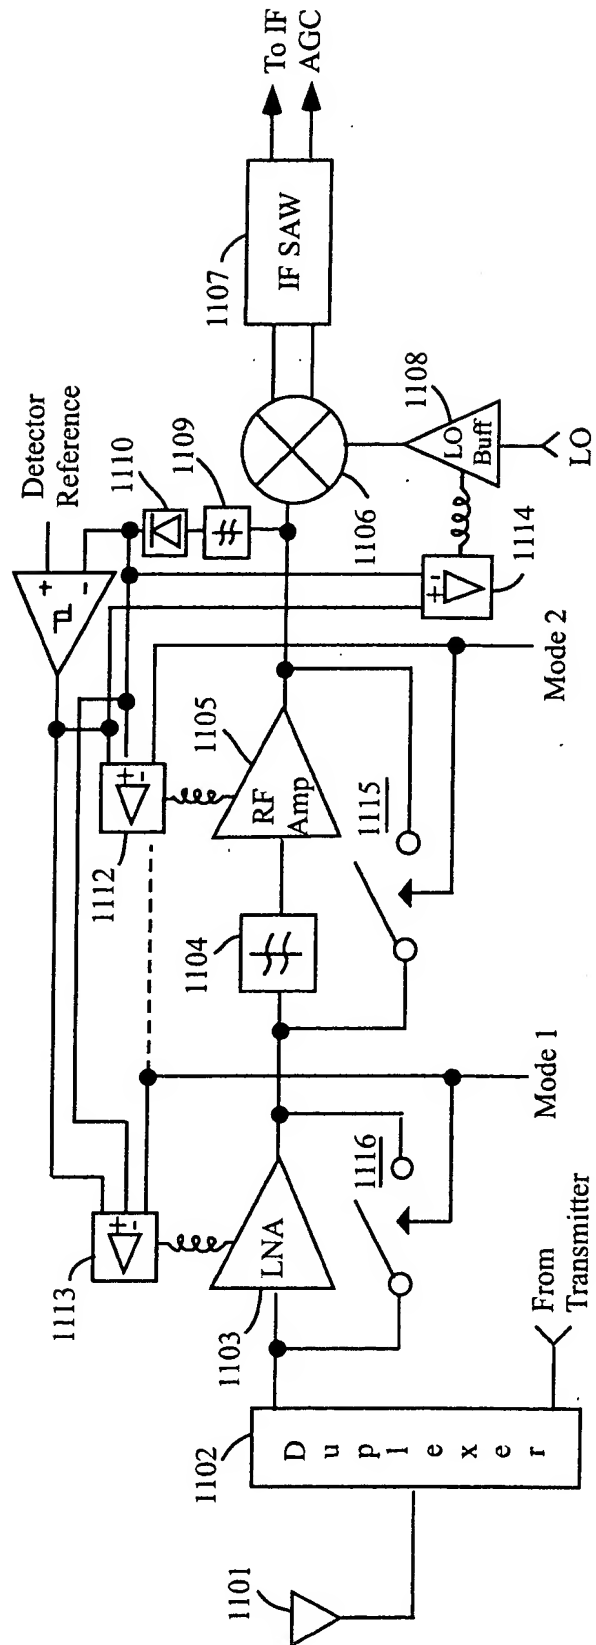 To IF
AGC
IF SAW
1107
Detector
Reference
+
-
1110
1109
1108
LO
Buff
LO
1106
+
-
1114
Mode 2
+
-
1112
1105
RF
Amp
1115
1104
Mode 1
+
-
1113
LNA
1103
1116
From
Transmitter
Duplexer
1102
1101